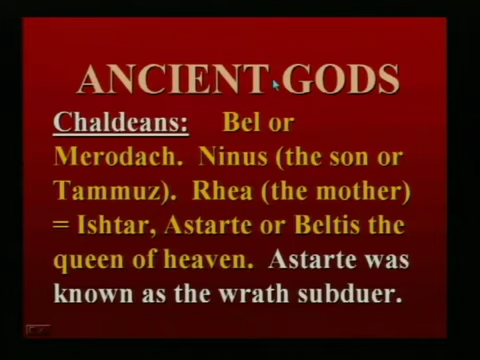 ANCIENT GODS
Chaldeans: Bel or
Merodach. Ninus (the son or
Tammuz). Rhea (the mother)
= Ishtar, Astarte or Beltis the
queen of heaven. Astarte was
known as the wrath subduer.